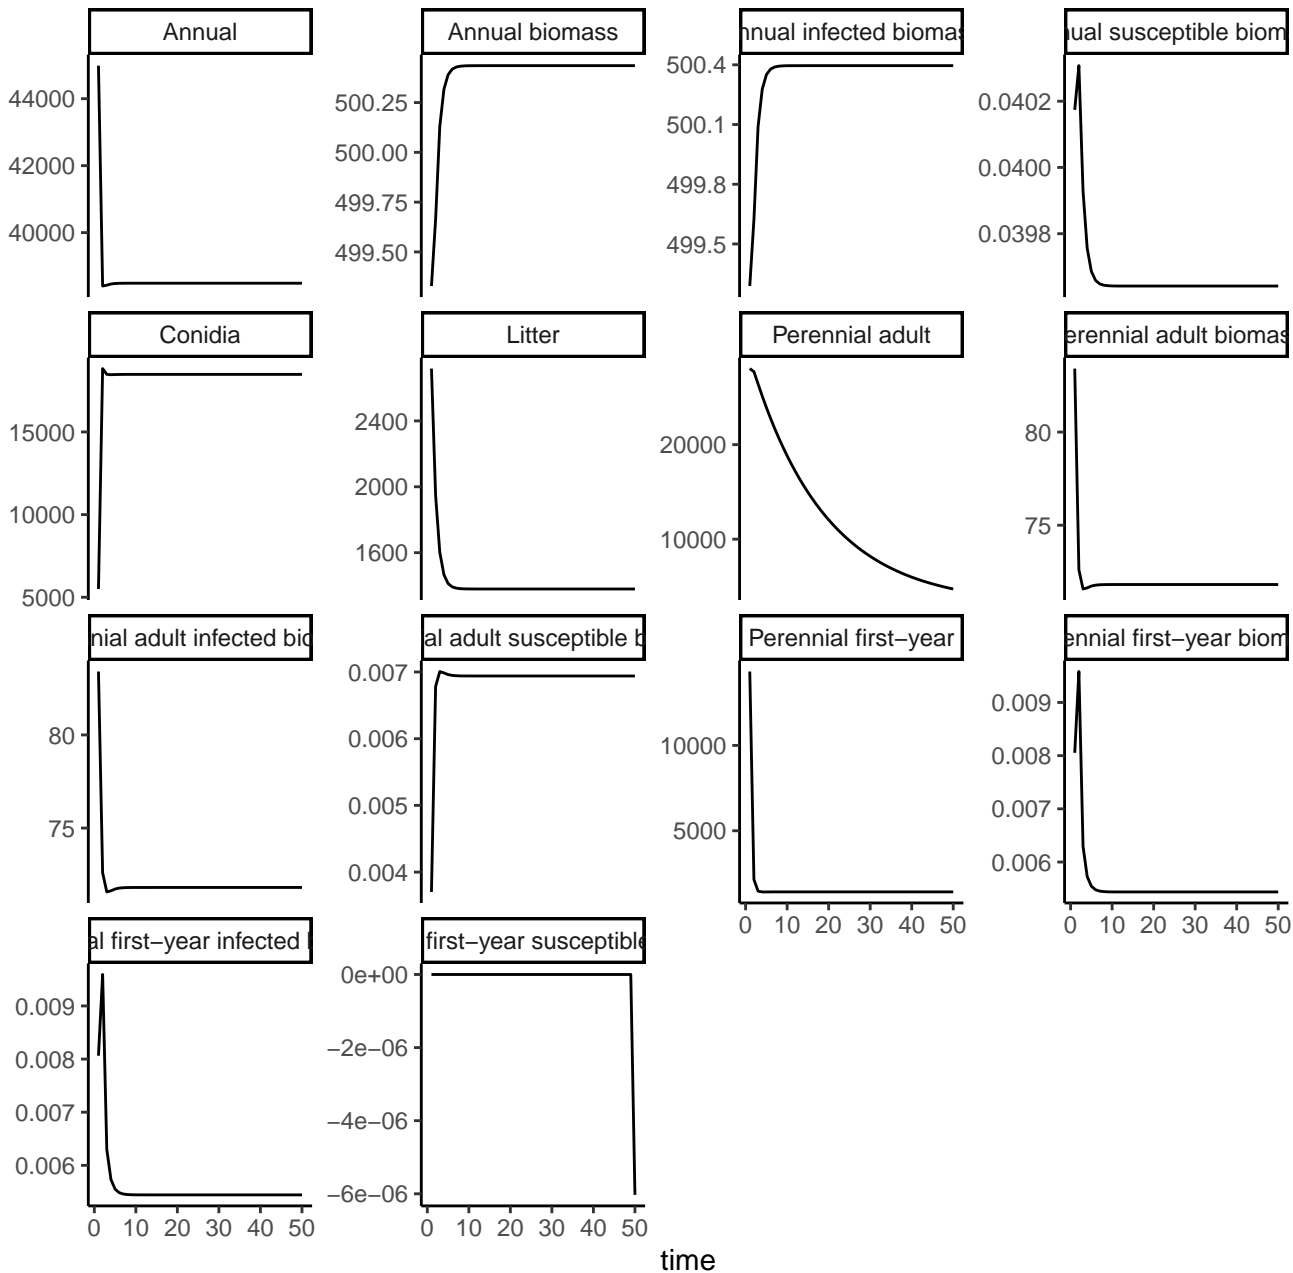 Annual
Annual biomass
nnual infected biomas
ual susceptible biom
44000
42000
40000
500.25
500.00
499.75
499.50
500.4
500.1
499.8
499.5
0.0402
0.0400
0.0398
Conidia
Litter
Perennial adult
erennial adult biomas
15000
10000
5000
2400
2000
1600
20000
10000
80
75
nial adult infected bio
al adult susceptible b
Perennial first−year
ennial first−year biom
80
75
0.007
0.006
0.005
0.004
10000
5000
0.009
0.008
0.007
0.006
0 10 20 30 40 50
0 10 20 30 40 50
al first−year infected
first−year susceptible
0.009
0.008
0.007
0.006
0e+00
−2e−06
−4e−06
−6e−06
0 10 20 30 40 50
0 10 20 30 40 50
time